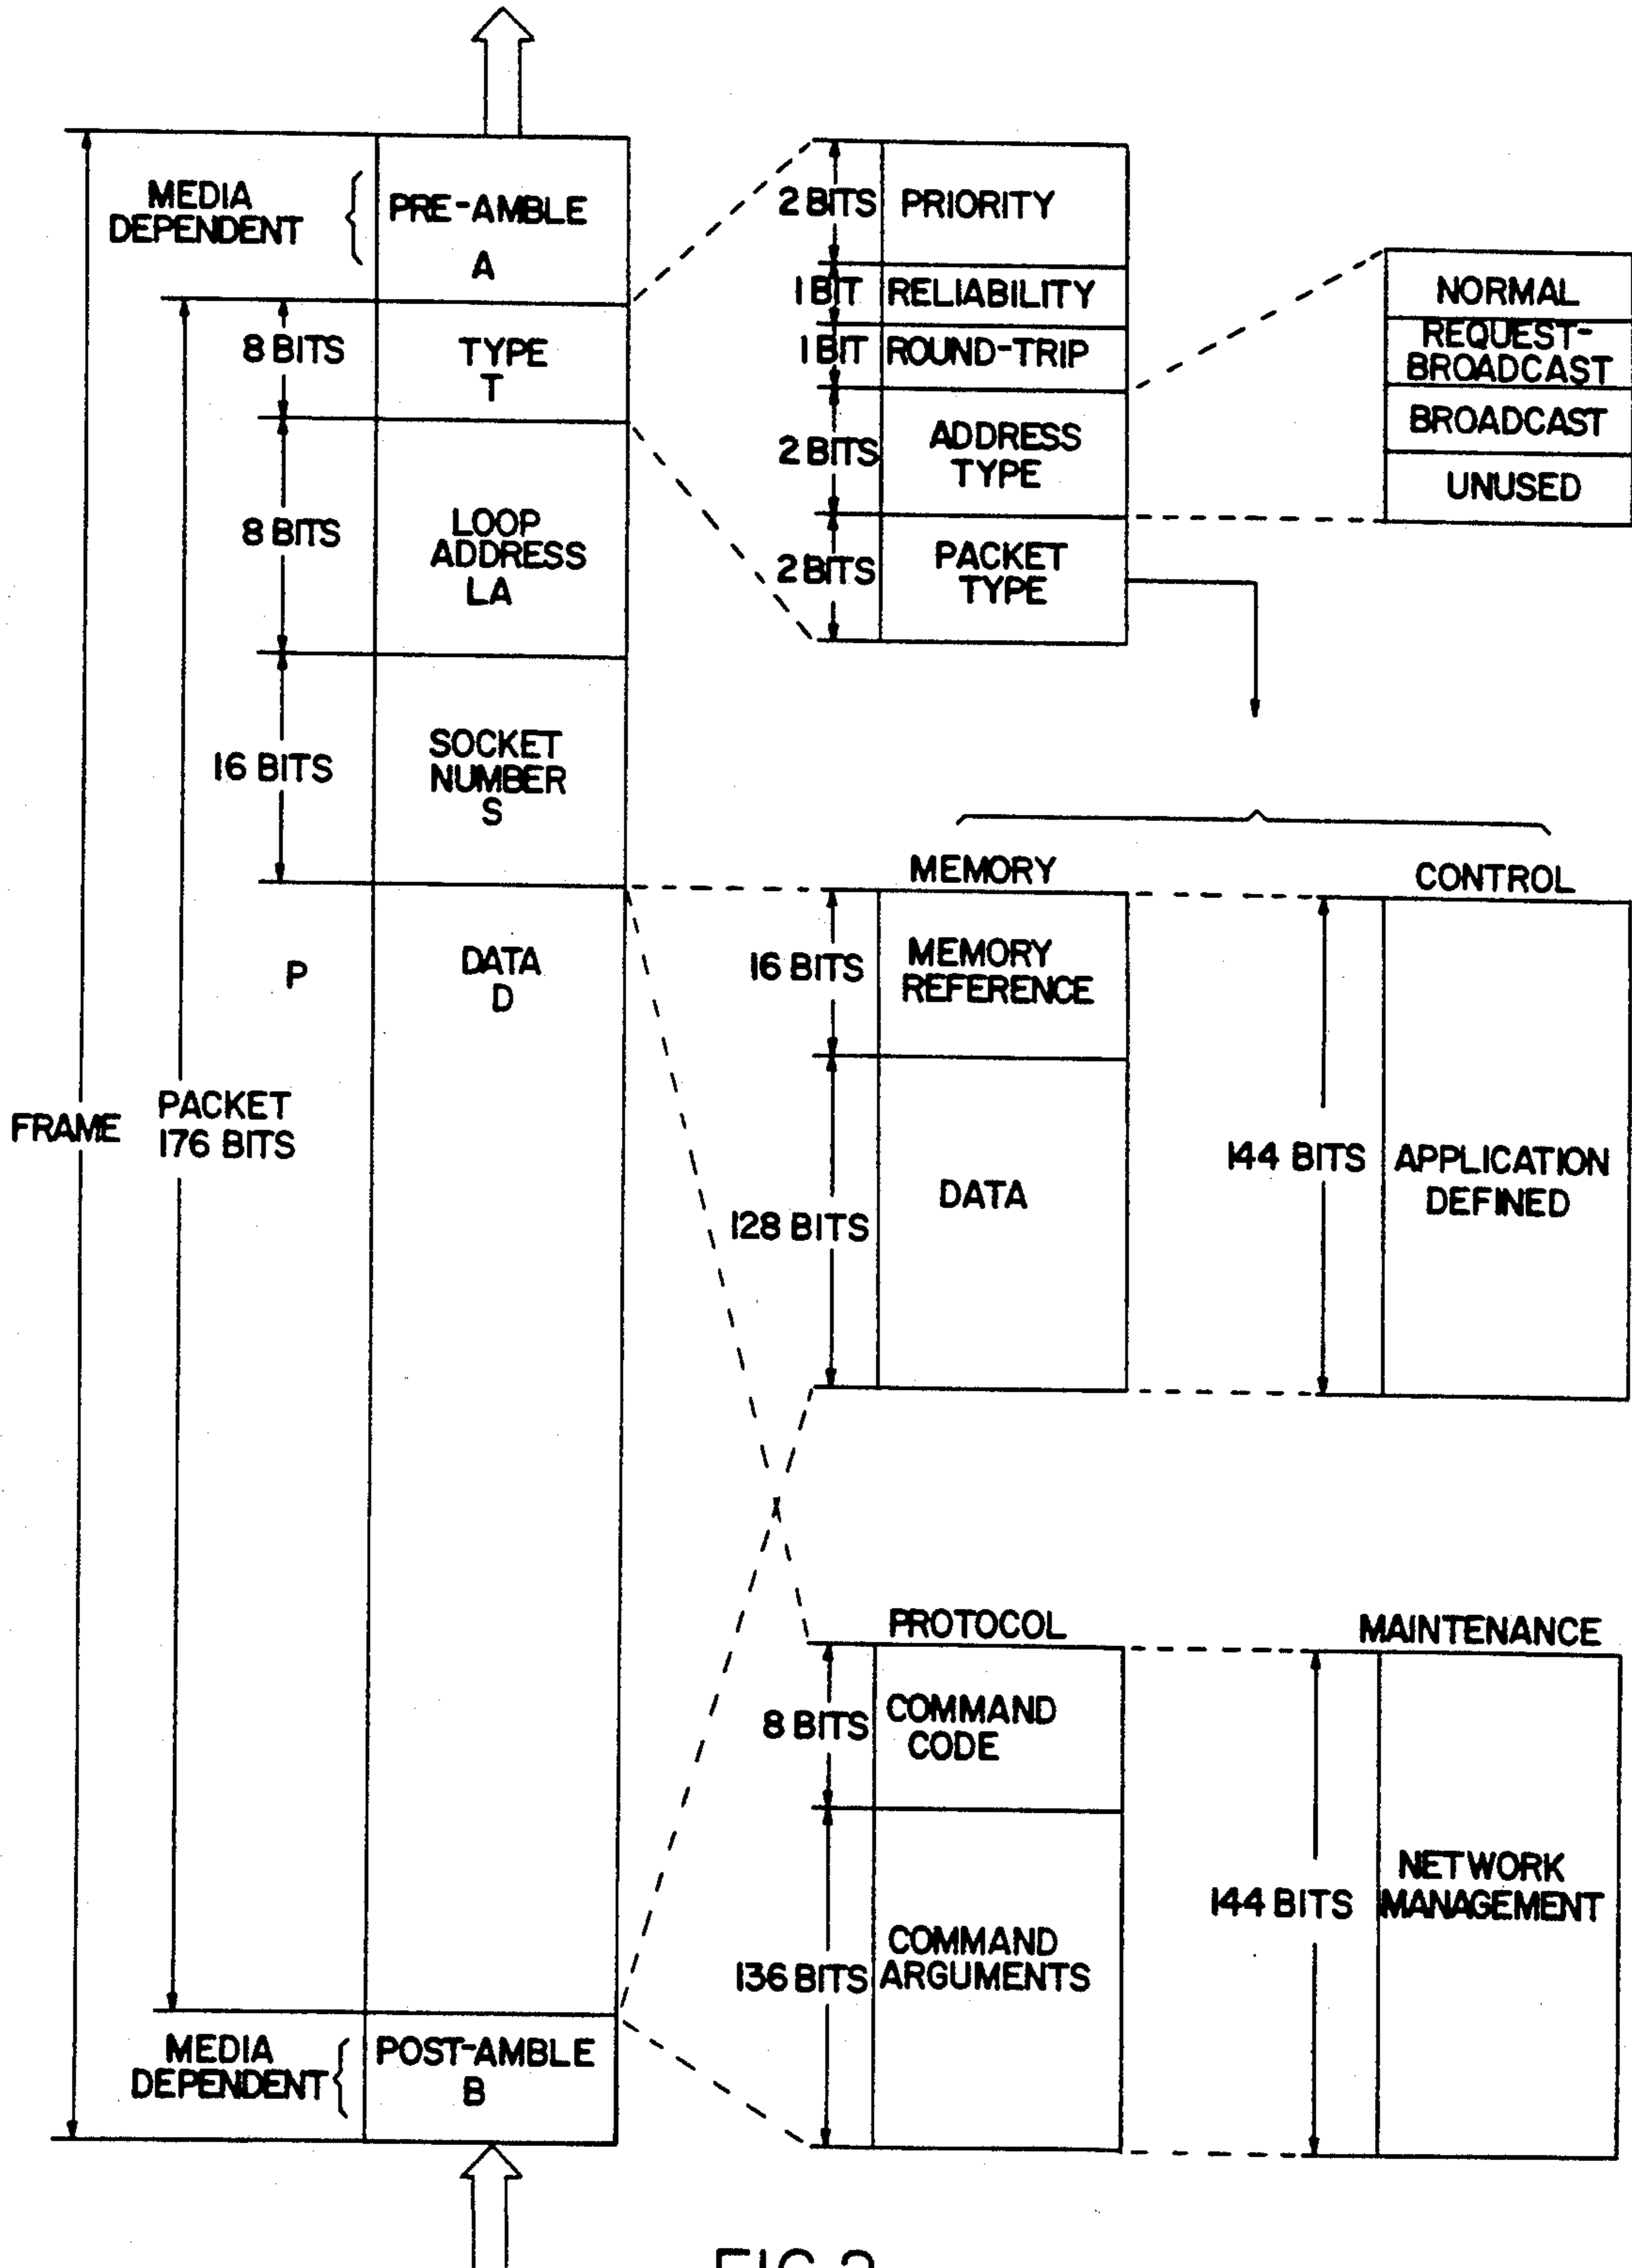 MEDIA
DEPENDENT
PRE-AMBLE
A
8 BITS
TYPE
T
8 BITS
LOOP
ADDRESS
LA
16 BITS
SOCKET
NUMBER
S
P
DATA
D
FRAME
PACKET
176 BITS
MEDIA
DEPENDENT
POST-AMBLE
B
2 BITS
PRIORITY
1 BIT
RELIABILITY
1 BIT
ROUND-TRIP
2 BITS
ADDRESS
TYPE
2 BITS
PACKET
TYPE
NORMAL
REQUEST-
BROADCAST
BROADCAST
UNUSED
MEMORY
16 BITS
MEMORY
REFERENCE
128 BITS
DATA
CONTROL
144 BITS
APPLICATION
DEFINED
PROTOCOL
8 BITS
COMMAND
CODE
136 BITS
COMMAND
ARGUMENTS
MAINTENANCE
144 BITS
NETWORK
MANAGEMENT